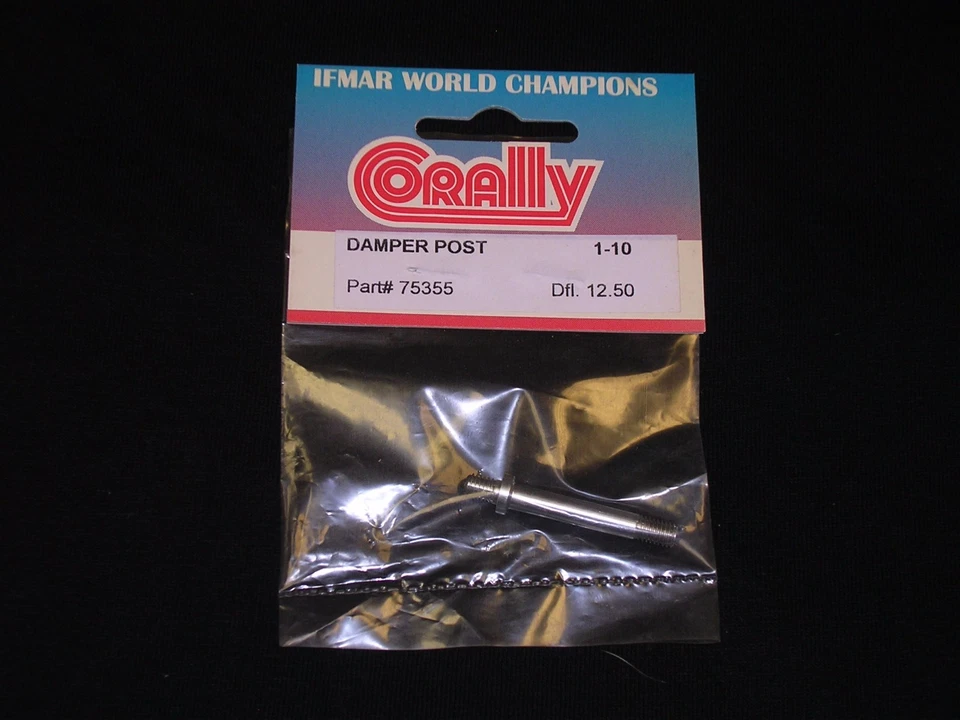 IFMAR WORLD CHAMPIONS
CORAlly
DAMPER POST 1-10
Part# 75355 Dfl. 12.50